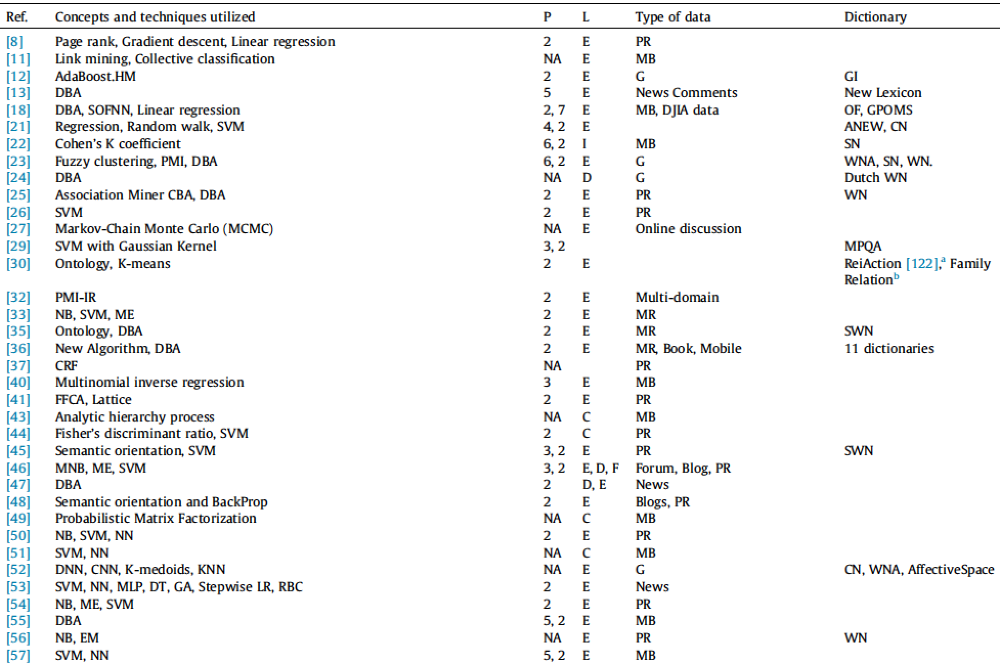 Ref. Concepts and techniques utilized P L Type of data Dictionary
[8] Page rank, Gradient descent, Linear regression 2 E PR
[11] Link mining, Collective classification NA E MB
[12] AdaBoost.HM 2 E G GI
[13] DBA 5 E News Comments New Lexicon
[18] DBA, SOFNN, Linear regression 2, 7 E MB, DJIA data OF, GPOMS
[21] Regression, Random walk, SVM 4, 2 E ANEW, CN
[22] Cohen's K coefficient 6, 2 I MB SN
[23] Fuzzy clustering, PMI, DBA 6, 2 E G WNA, SN, WN.
[24] DBA NA D G Dutch WN
[25] Association Miner CBA, DBA 2 E PR WN
[26] SVM 2 E PR
[27] Markov-Chain Monte Carlo (MCMC) NA E Online discussion
[29] SVM with Gaussian Kernel 3, 2 MPQA
[30] Ontology, K-means 2 E ReiAction [122],a Family
Relationb
[32] PMI-IR 2 E Multi-domain
[33] NB, SVM, ME 2 E MR
[35] Ontology, DBA 2 E MR SWN
[36] New Algorithm, DBA 2 E MR, Book, Mobile 11 dictionaries
[37] CRF NA PR
[40] Multinomial inverse regression 3 E MB
[41] FFCA, Lattice 2 E PR
[43] Analytic hierarchy process NA C MB
[44] Fisher's discriminant ratio, SVM 2 C PR
[45] Semantic orientation, SVM 3, 2 E PR SWN
[46] MNB, ME, SVM 3, 2 E, D, F Forum, Blog, PR
[47] DBA 2 D, E News
[48] Semantic orientation and BackProp 2 E Blogs, PR
[49] Probabilistic Matrix Factorization NA C MB
[50] NB, SVM, NN 2 E PR
[51] SVM, NN NA C MB
[52] DNN, CNN, K-medoids, KNN NA E G CN, WNA, AffectiveSpace
[53] SVM, NN, MLP, DT, GA, Stepwise LR, RBC 2 E News
[54] NB, ME, SVM 2 E PR
[55] DBA 5, 2 E MB
[56] NB, EM NA E PR WN
[57] SVM, NN 5, 2 E MB